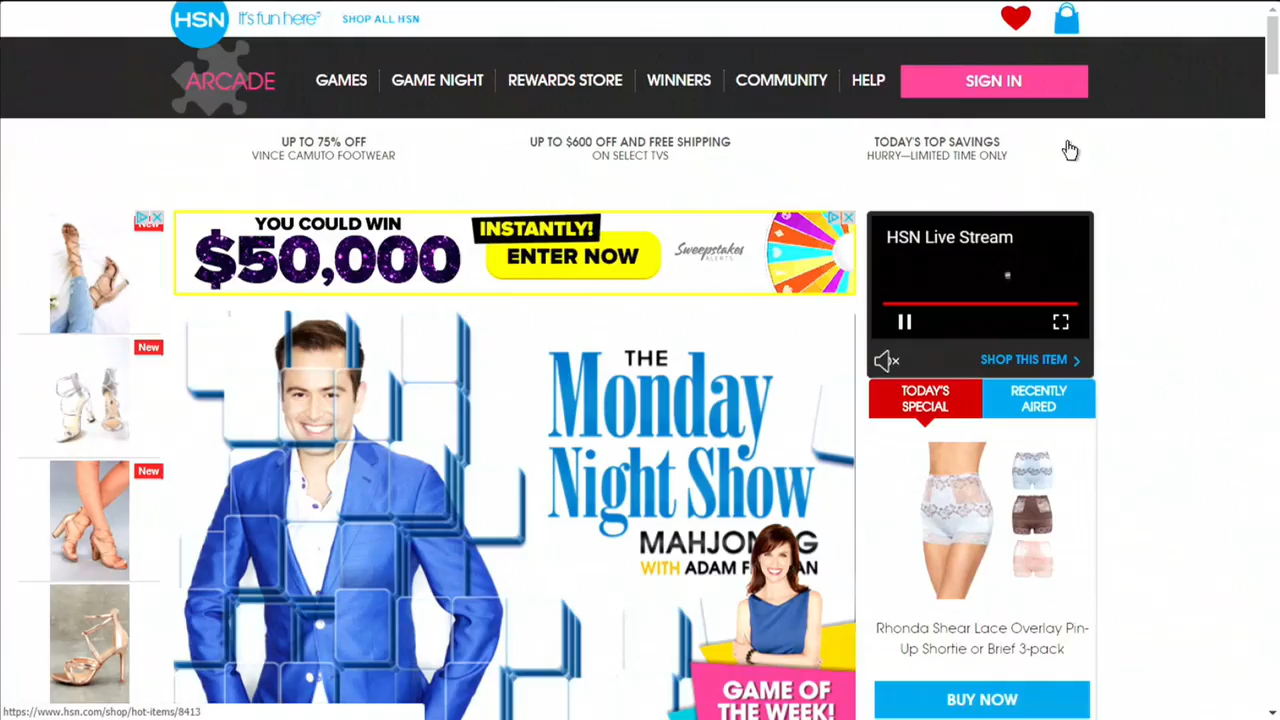 HSN it's fun here SHOP ALL HSN
ARCADE GAMES GAME NIGHT REWARDS STORE WINNERS COMMUNITY HELP SIGN IN
UP TO 75% OFF
VINCE CAMUTO FOOTWEAR
UP TO $600 OFF AND FREE SHIPPING
ON SELECT TVS
TODAY'S TOP SAVINGS
HURRY—LIMITED TIME ONLY
New
New
New
YOU COULD WIN
$50,000
INSTANTLY!
ENTER NOW
Sweepstakes
ALERTS
THE
Monday
Night Show
MAHJONG
WITH ADAM
GAME OF
THE WEEK!
HSN Live Stream
SHOP THIS ITEM
TODAY'S
SPECIAL
RECENTLY
AIRED
Rhonda Shear Lace Overlay Pin-
Up Shortie or Brief 3-pack
BUY NOW
https://www.hsn.com/shop/hot-items/8413